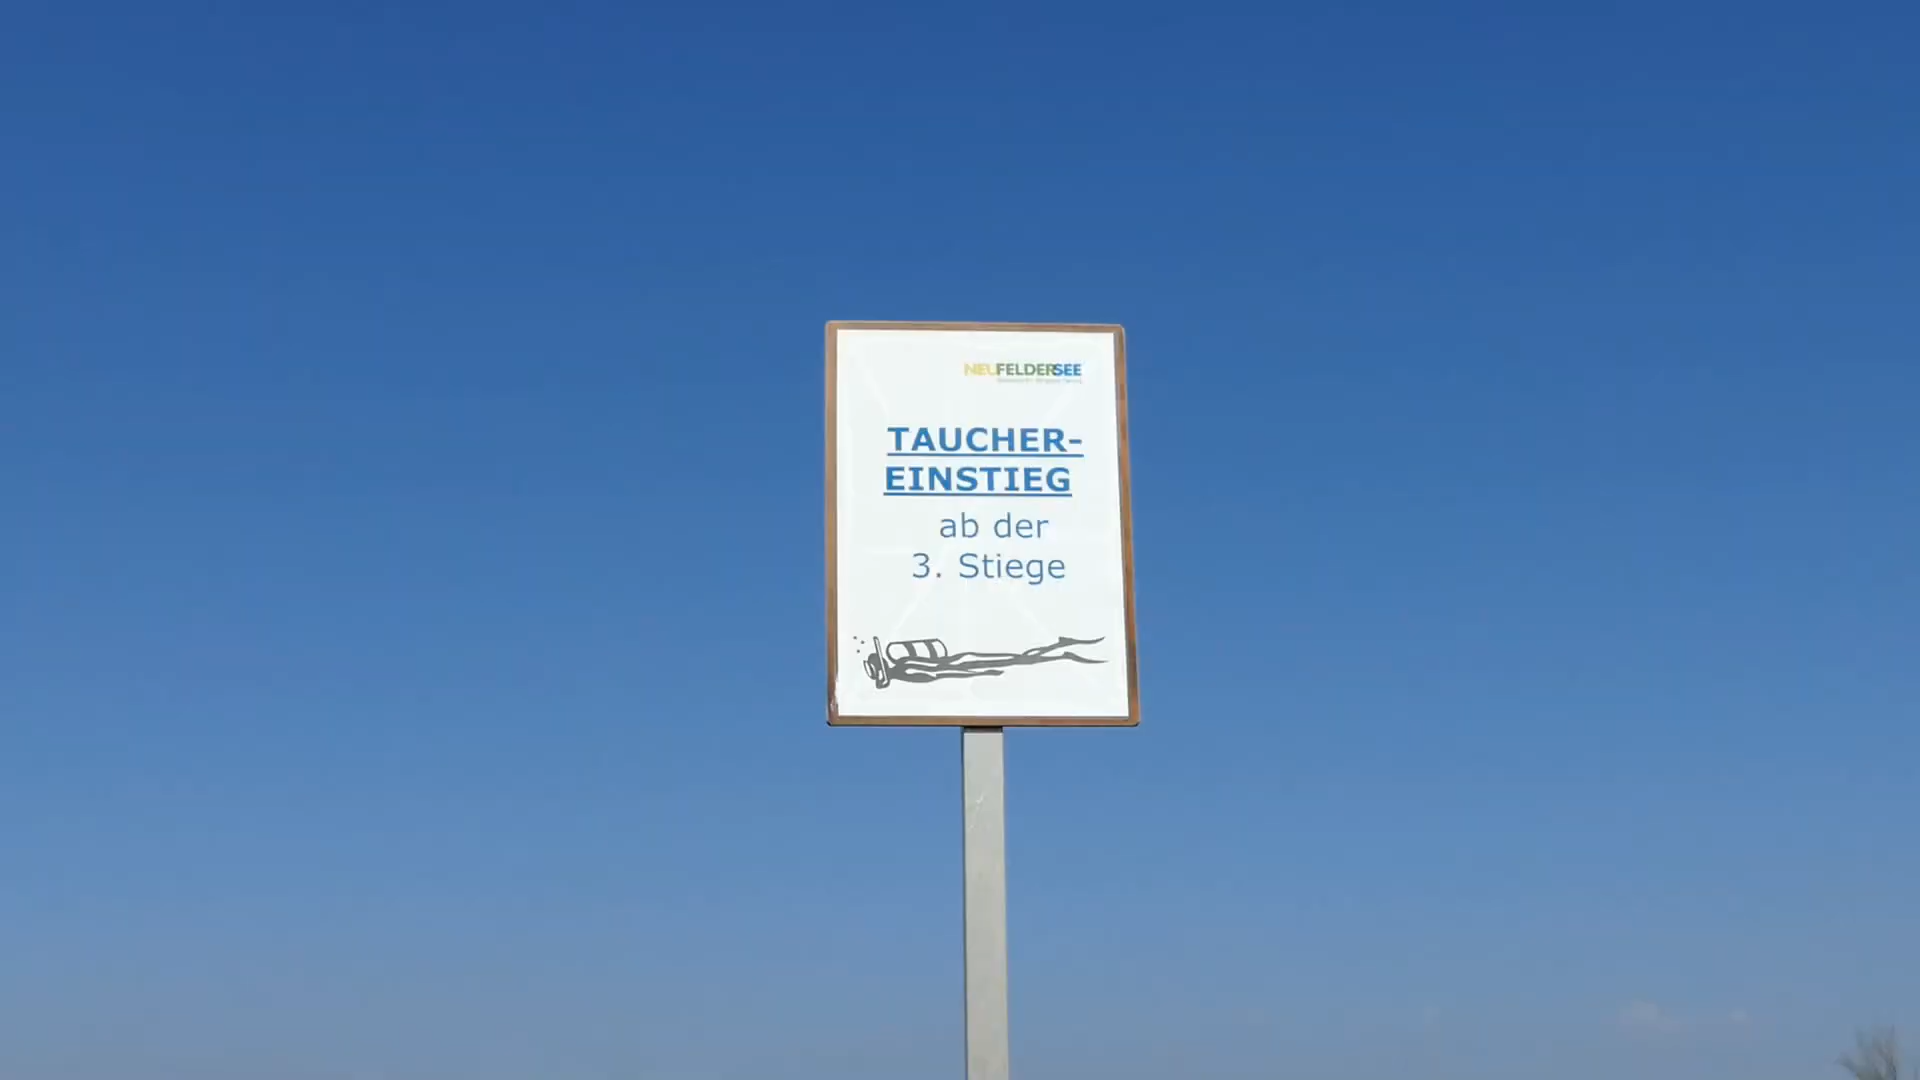 NEUFELDERSEE
TAUCHER-
EINSTIEG
ab der
3. Stiege